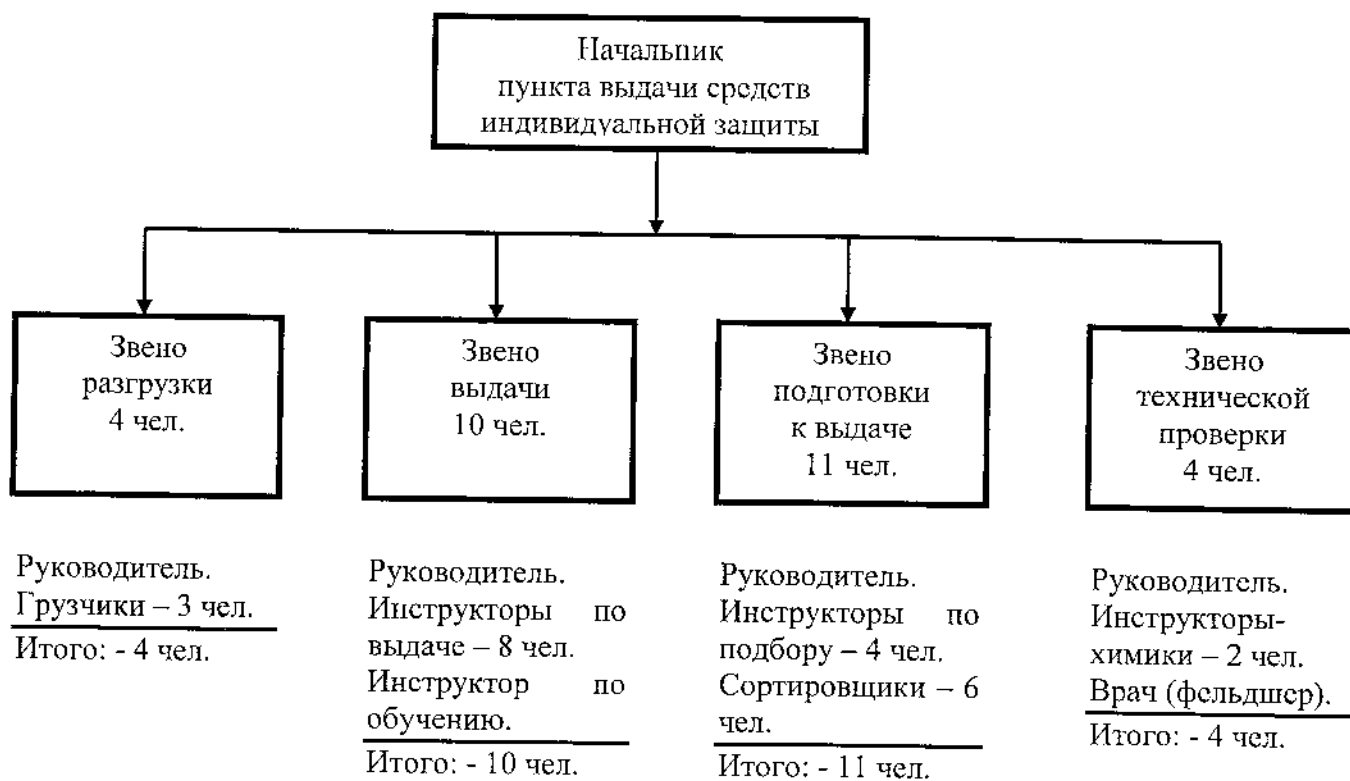 Начальник
пункта выдачи средств
индивидуальной защиты
Звено
разгрузки
4 чел.
Звено
выдачи
10 чел.
Звено
подготовки
к выдаче
11 чел.
Звено
технической
проверки
4 чел.
Руководитель.
Грузчики – 3 чел.
Итого: - 4 чел.
Руководитель.
Инструкторы по
выдаче – 8 чел.
Инструктор по
обучению.
Итого: - 10 чел.
Руководитель.
Инструкторы по
подбору – 4 чел.
Сортировщики – 6
чел.
Итого: - 11 чел.
Руководитель.
Инструкторы-
химики – 2 чел.
Врач (фельдшер).
Итого: - 4 чел.